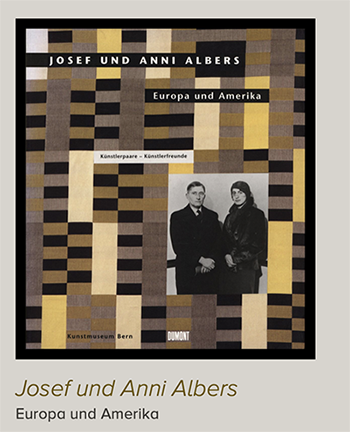 JOSEF UND ANNI ALBERS
Europa und Amerika
Künstlerpaare – Künstlerfreunde
Kunstmuseum Bern
DUMONT
Josef und Anni Albers
Europa und Amerika